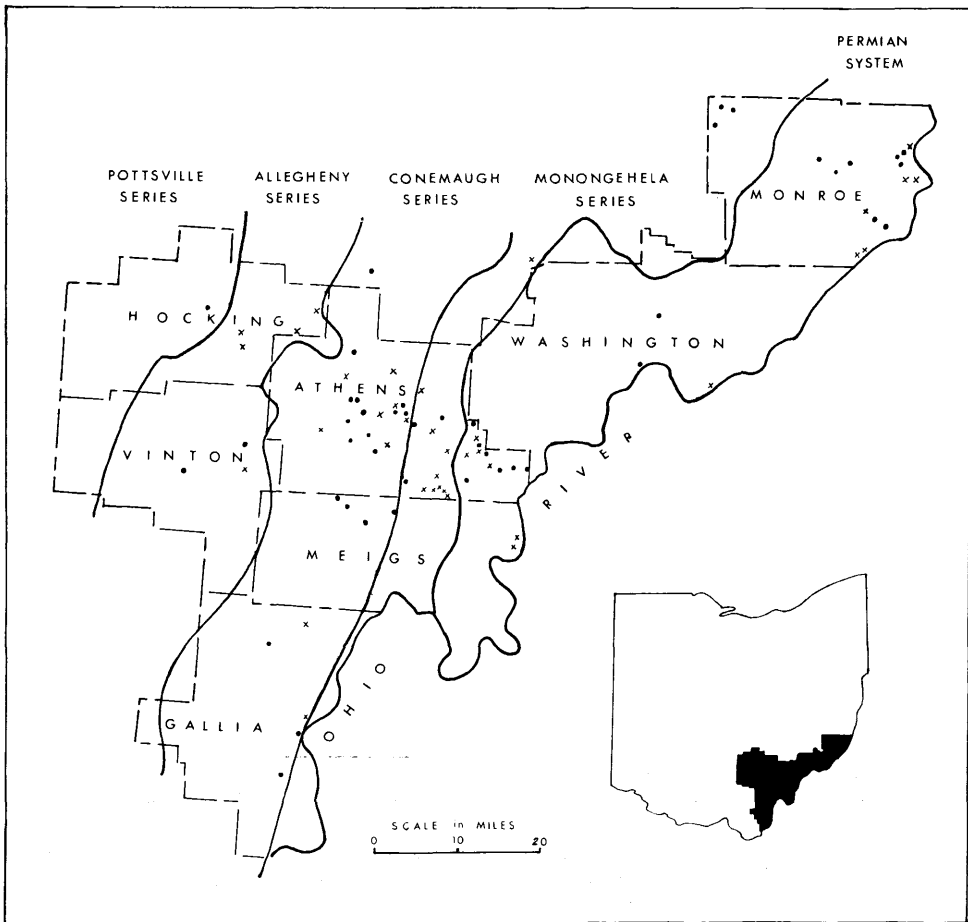 PERMIAN
SYSTEM
POTTSVILLE
SERIES
ALLEGHENY
SERIES
CONEMAUGH
SERIES
MONONGEHELA
SERIES
MONROE
HOCKING
WASHINGTON
ATHENS
VINTON
MEIGS
GALLIA
OHIO
RIVER
SCALE in MILES
0 10 20